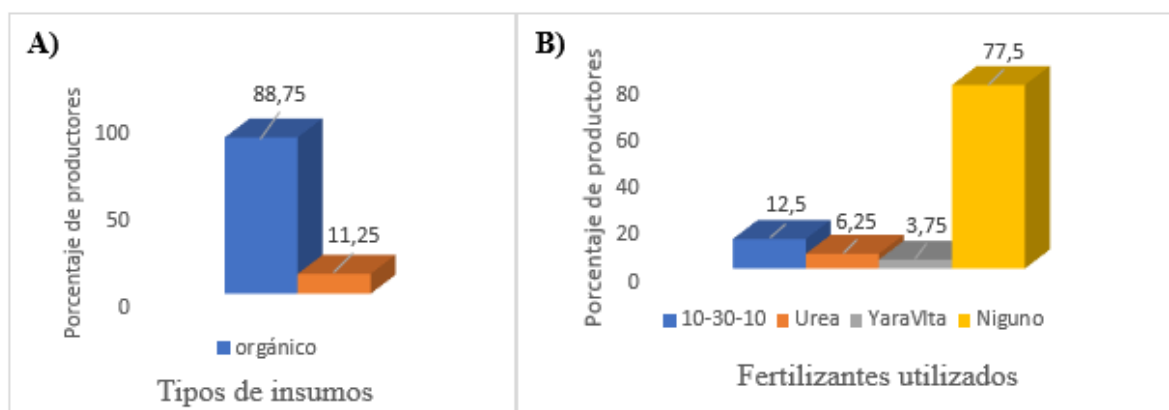 A)
Porcentaje de productores
100
50
0
88,75
11,25
orgánico
Tipos de insumos
B)
Porcentaje de productores
80
60
40
20
0
12,5
6,25
3,75
77,5
10-30-10 Urea YaraVIta Niguno
Fertilizantes utilizados